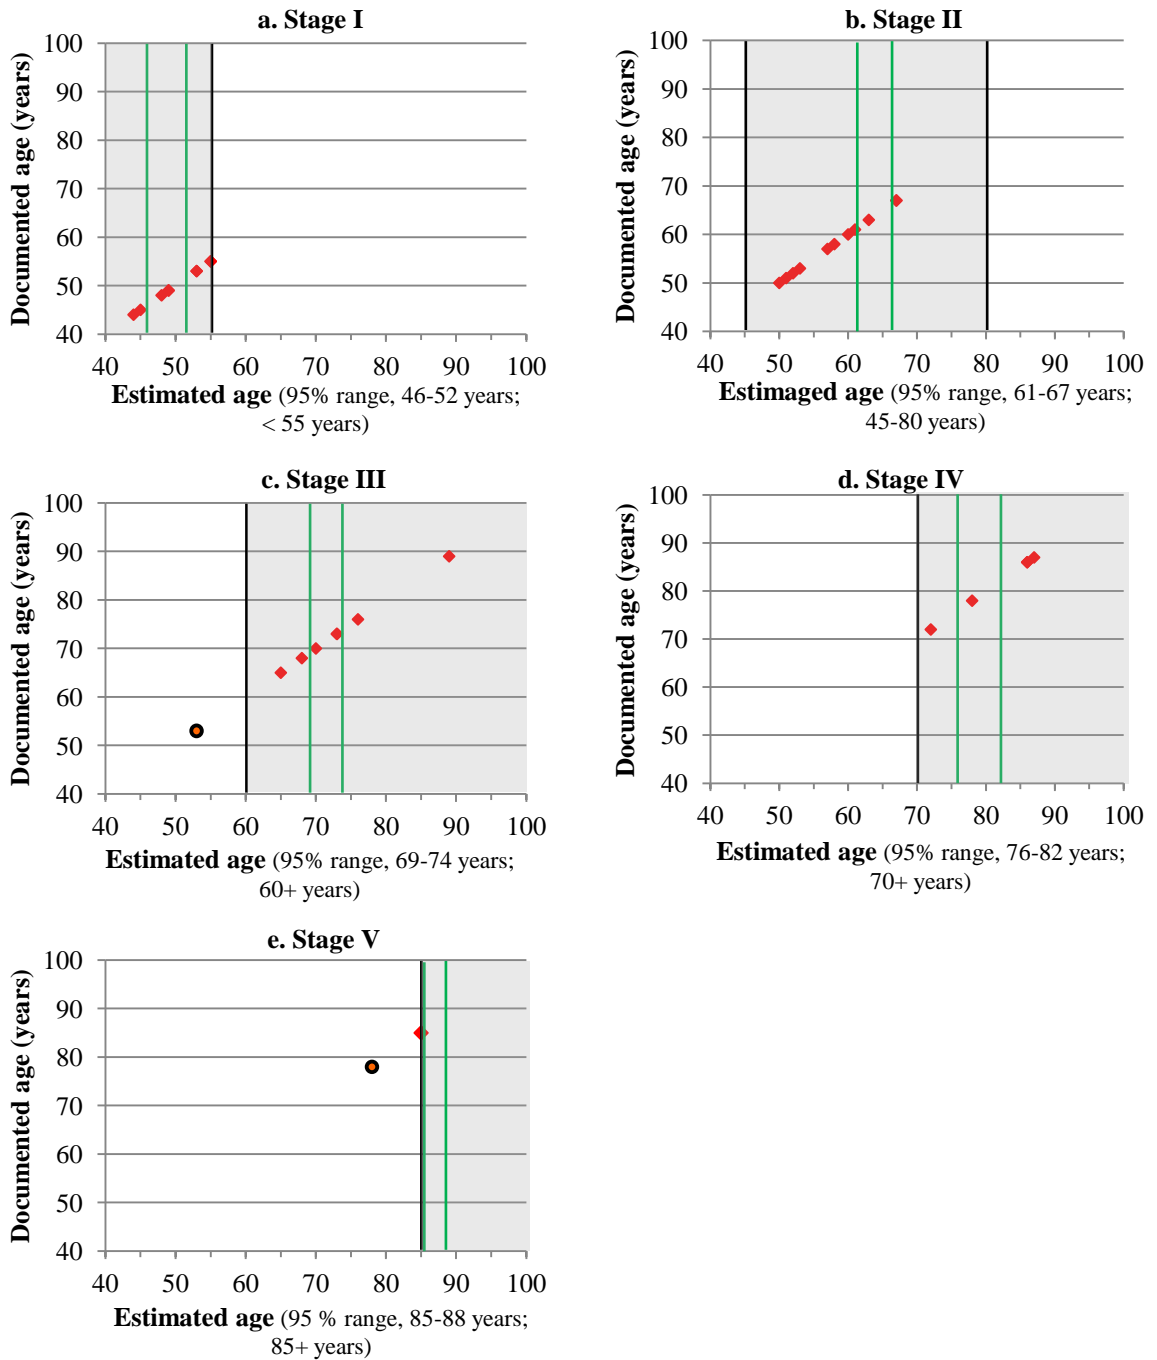 a. Stage I
Documented age (years)
100
90
80
70
60
50
40
40 50 60 70 80 90 100
Estimated age (95% range, 46-52 years;
< 55 years)
b. Stage II
Documented age (years)
100
90
80
70
60
50
40
40 50 60 70 80 90 100
Estimaged age (95% range, 61-67 years;
45-80 years)
c. Stage III
Documented age (years)
100
90
80
70
60
50
40
40 50 60 70 80 90 100
Estimated age (95% range, 69-74 years;
60+ years)
d. Stage IV
Documented age (years)
100
90
80
70
60
50
40
40 50 60 70 80 90 100
Estimated age (95% range, 76-82 years;
70+ years)
e. Stage V
Documented age (years)
100
90
80
70
60
50
40
40 50 60 70 80 90 100
Estimated age (95 % range, 85-88 years;
85+ years)